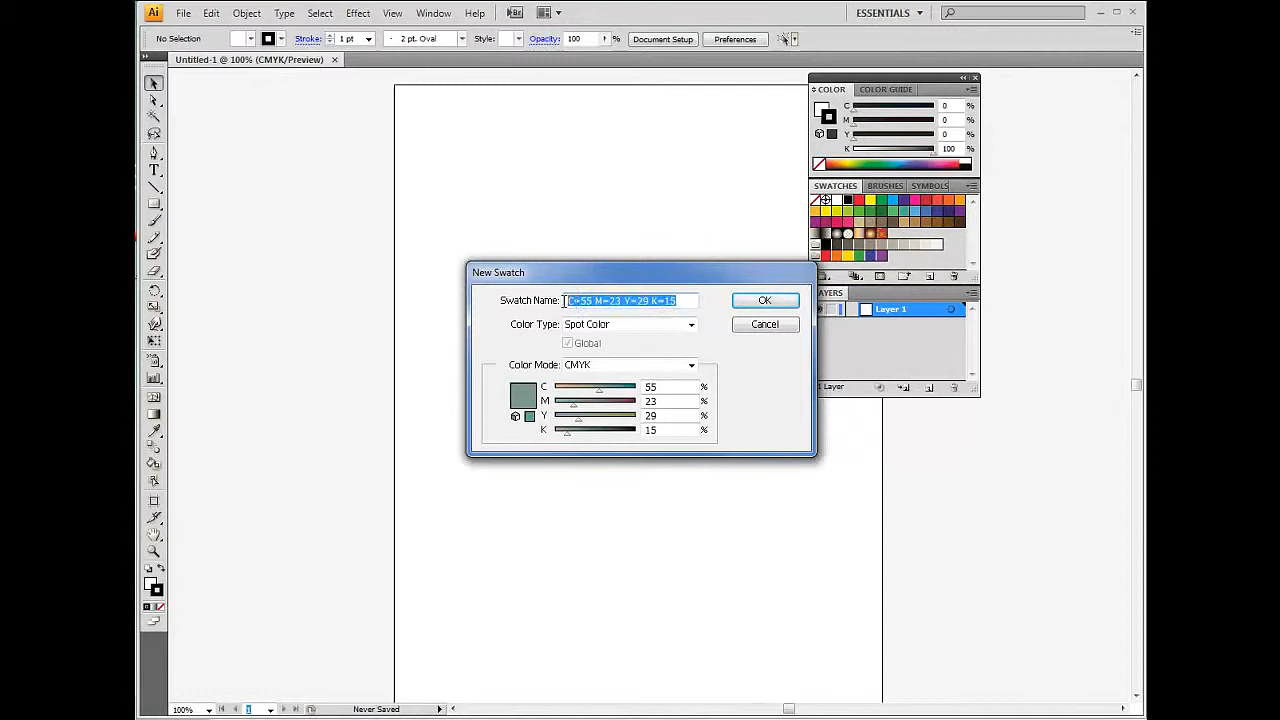 Ai File Edit Object Type Select Effect View Window Help Br ESSENTIALS
No Selection Stroke: 1 pt 2 pt. Oval Style: Opacity: 100 % Document Setup Preferences
Untitled-1 @ 100% (CMYK/Preview)
COLOR COLOR GUIDE
C 0 %
M 0 %
Y 0 %
K 100 %
SWATCHES BRUSHES SYMBOLS
New Swatch
Swatch Name: C=55 M=23 Y=29 K=15 OK
Color Type: Spot Color Cancel
Global
Color Mode: CMYK
C 55 %
M 23 %
Y 29 %
K 15 %
AYERS
Layer 1
Layer
100% 1 Never Saved